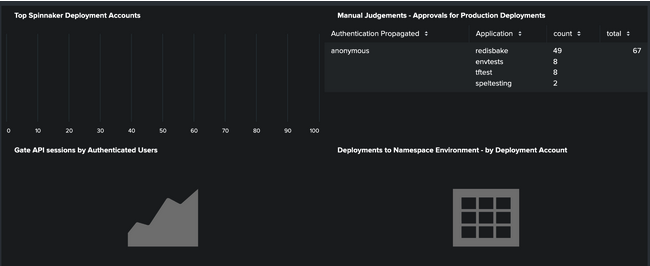 Top Spinnaker Deployment Accounts
0 10 20 30 40 50 60 70 80 90 100
Manual Judgements - Approvals for Production Deployments
Authentication Propagated Application count total
anonymous redisbake 49 67
envtests 8
tftest 8
speltesting 2
Gate API sessions by Authenticated Users
Deployments to Namespace Environment - by Deployment Account